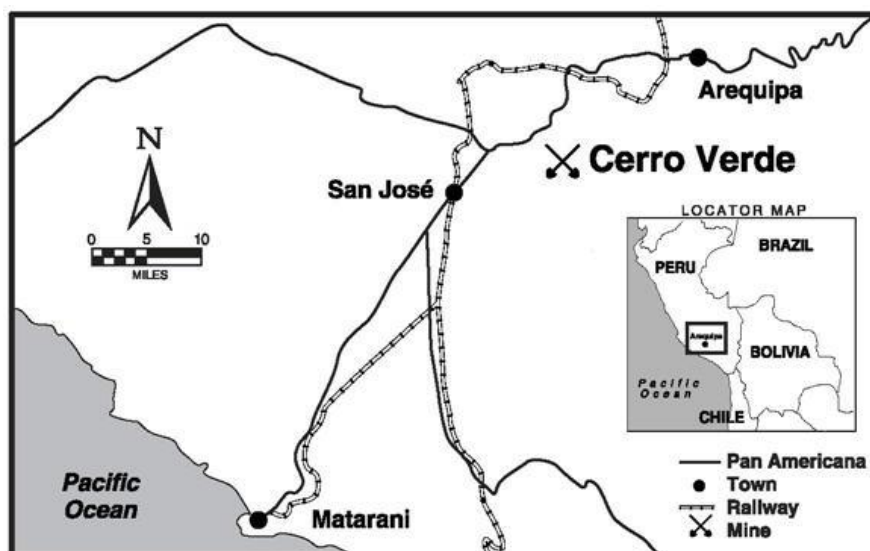 Arequipa
Cerro Verde
N
San José
0 5 10
MILES
LOCATOR MAP
BRAZIL
PERU
Arequipa
BOLIVIA
Pacific
Ocean
CHILE
Pacific
Ocean
Matarani
Pan Americana
Town
Railway
Mine